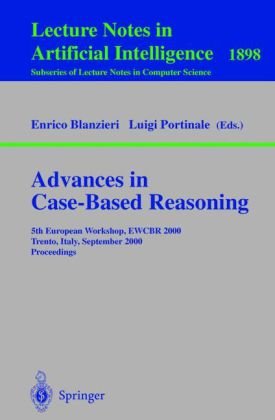 Lecture Notes in
Artificial Intelligence 1898
Subseries of Lecture Notes in Computer Science
Enrico Blanzieri Luigi Portinale (Eds.)
Advances in
Case-Based Reasoning
5th European Workshop, EWCBR 2000
Trento, Italy, September 2000
Proceedings
Springer